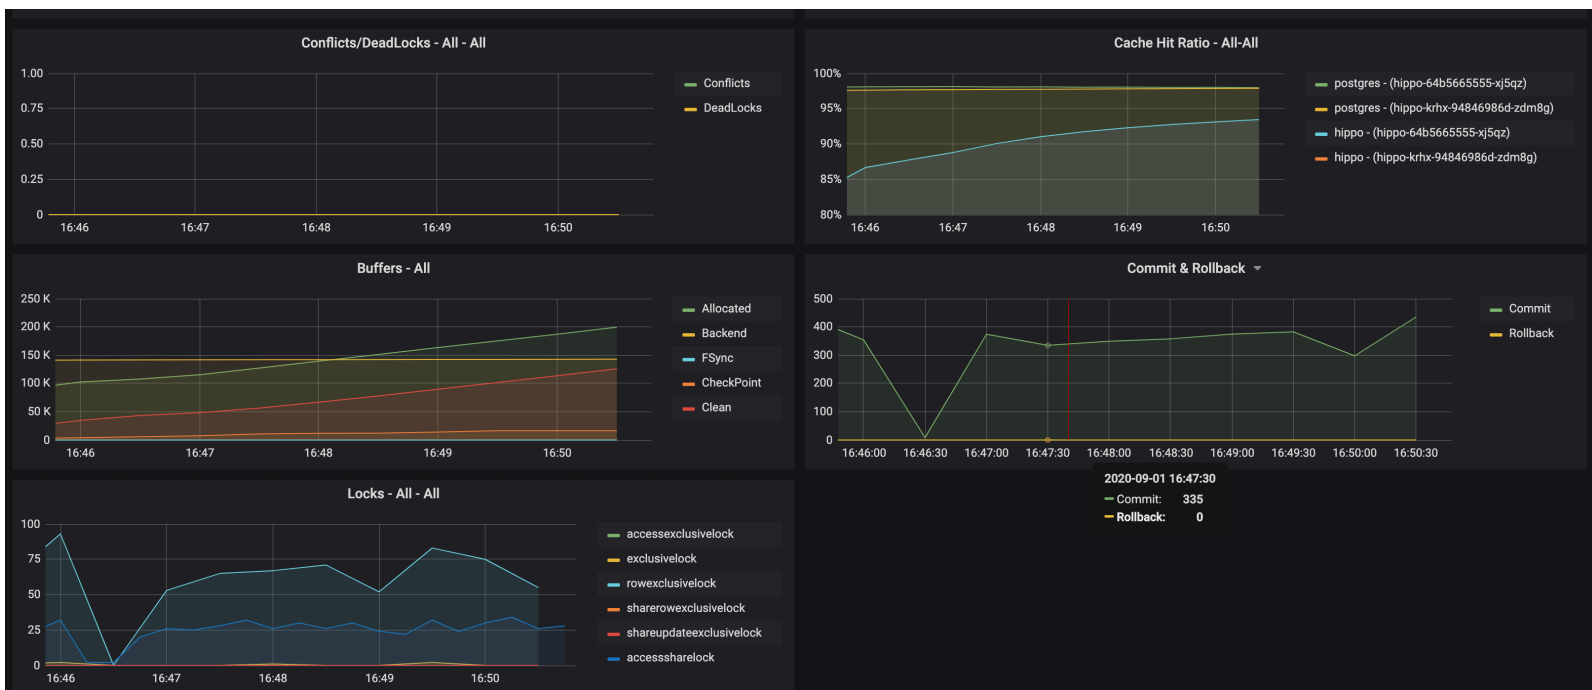 Conflicts/DeadLocks - All - All
1.00
0.75
0.50
0.25
0
16:46 16:47 16:48 16:49 16:50
Conflicts
DeadLocks
Cache Hit Ratio - All-All
100%
95%
90%
85%
80%
16:46 16:47 16:48 16:49 16:50
postgres - (hippo-64b5665555-xj5qz)
postgres - (hippo-krhx-94846986d-zdm8g)
hippo - (hippo-64b5665555-xj5qz)
hippo - (hippo-krhx-94846986d-zdm8g)
Buffers - All
250 K
200 K
150 K
100 K
50 K
0
16:46 16:47 16:48 16:49 16:50
Allocated
Backend
FSync
CheckPoint
Clean
Commit & Rollback
500
400
300
200
100
0
16:46:00 16:46:30 16:47:00 16:47:30 16:48:00 16:48:30 16:49:00 16:49:30 16:50:00 16:50:30
Commit
Rollback
2020-09-01 16:47:30
Commit: 335
Rollback: 0
Locks - All - All
100
75
50
25
0
16:46 16:47 16:48 16:49 16:50
accessexclusivelock
exclusivelock
rowexclusivelock
sharerowexclusivelock
shareupdateexclusivelock
accesssharelock